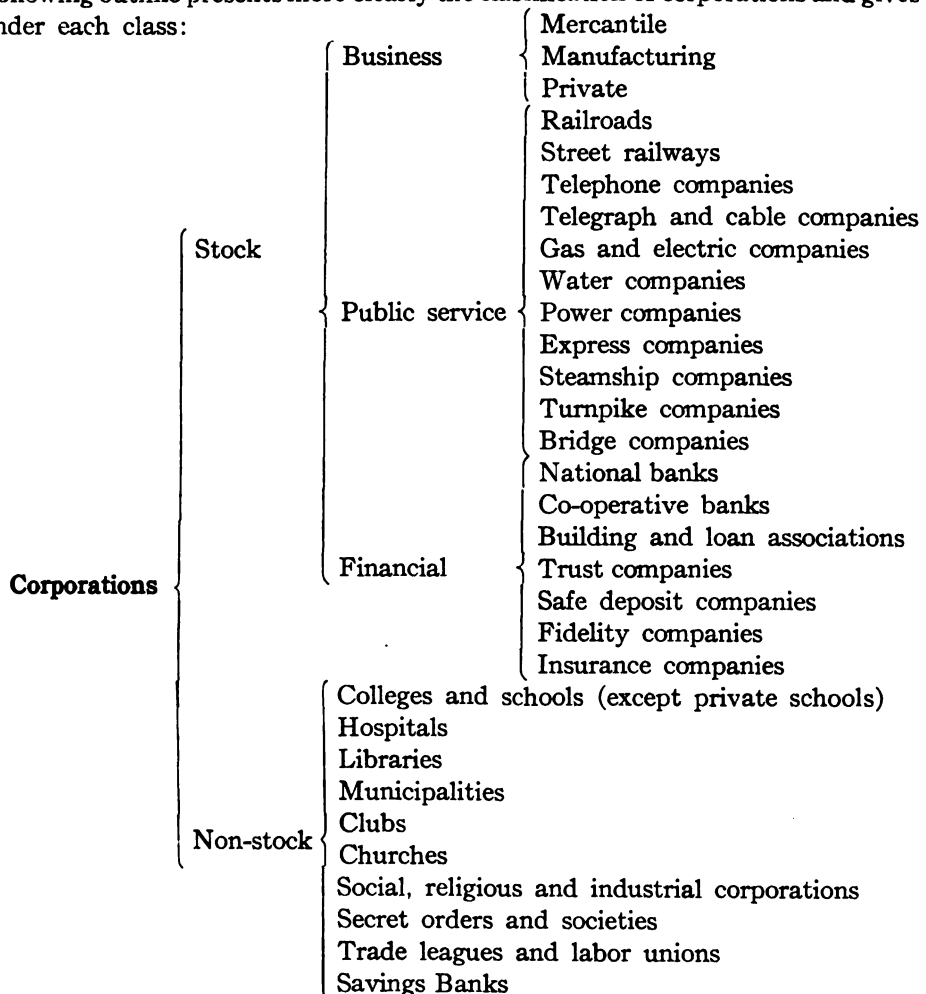 nder each class:
Mercantile
Business
Manufacturing
Private
Railroads
Street railways
Telephone companies
Telegraph and cable companies
Stock
Gas and electric companies
Water companies
Public service
Power companies
Express companies
Steamship companies
Turnpike companies
Bridge companies
National banks
Co-operative banks
Building and loan associations
Financial
Trust companies
Corporations
Safe deposit companies
Fidelity companies
Insurance companies
Colleges and schools (except private schools)
Hospitals
Libraries
Municipalities
Clubs
Non-stock
Churches
Social, religious and industrial corporations
Secret orders and societies
Trade leagues and labor unions
Savings Banks